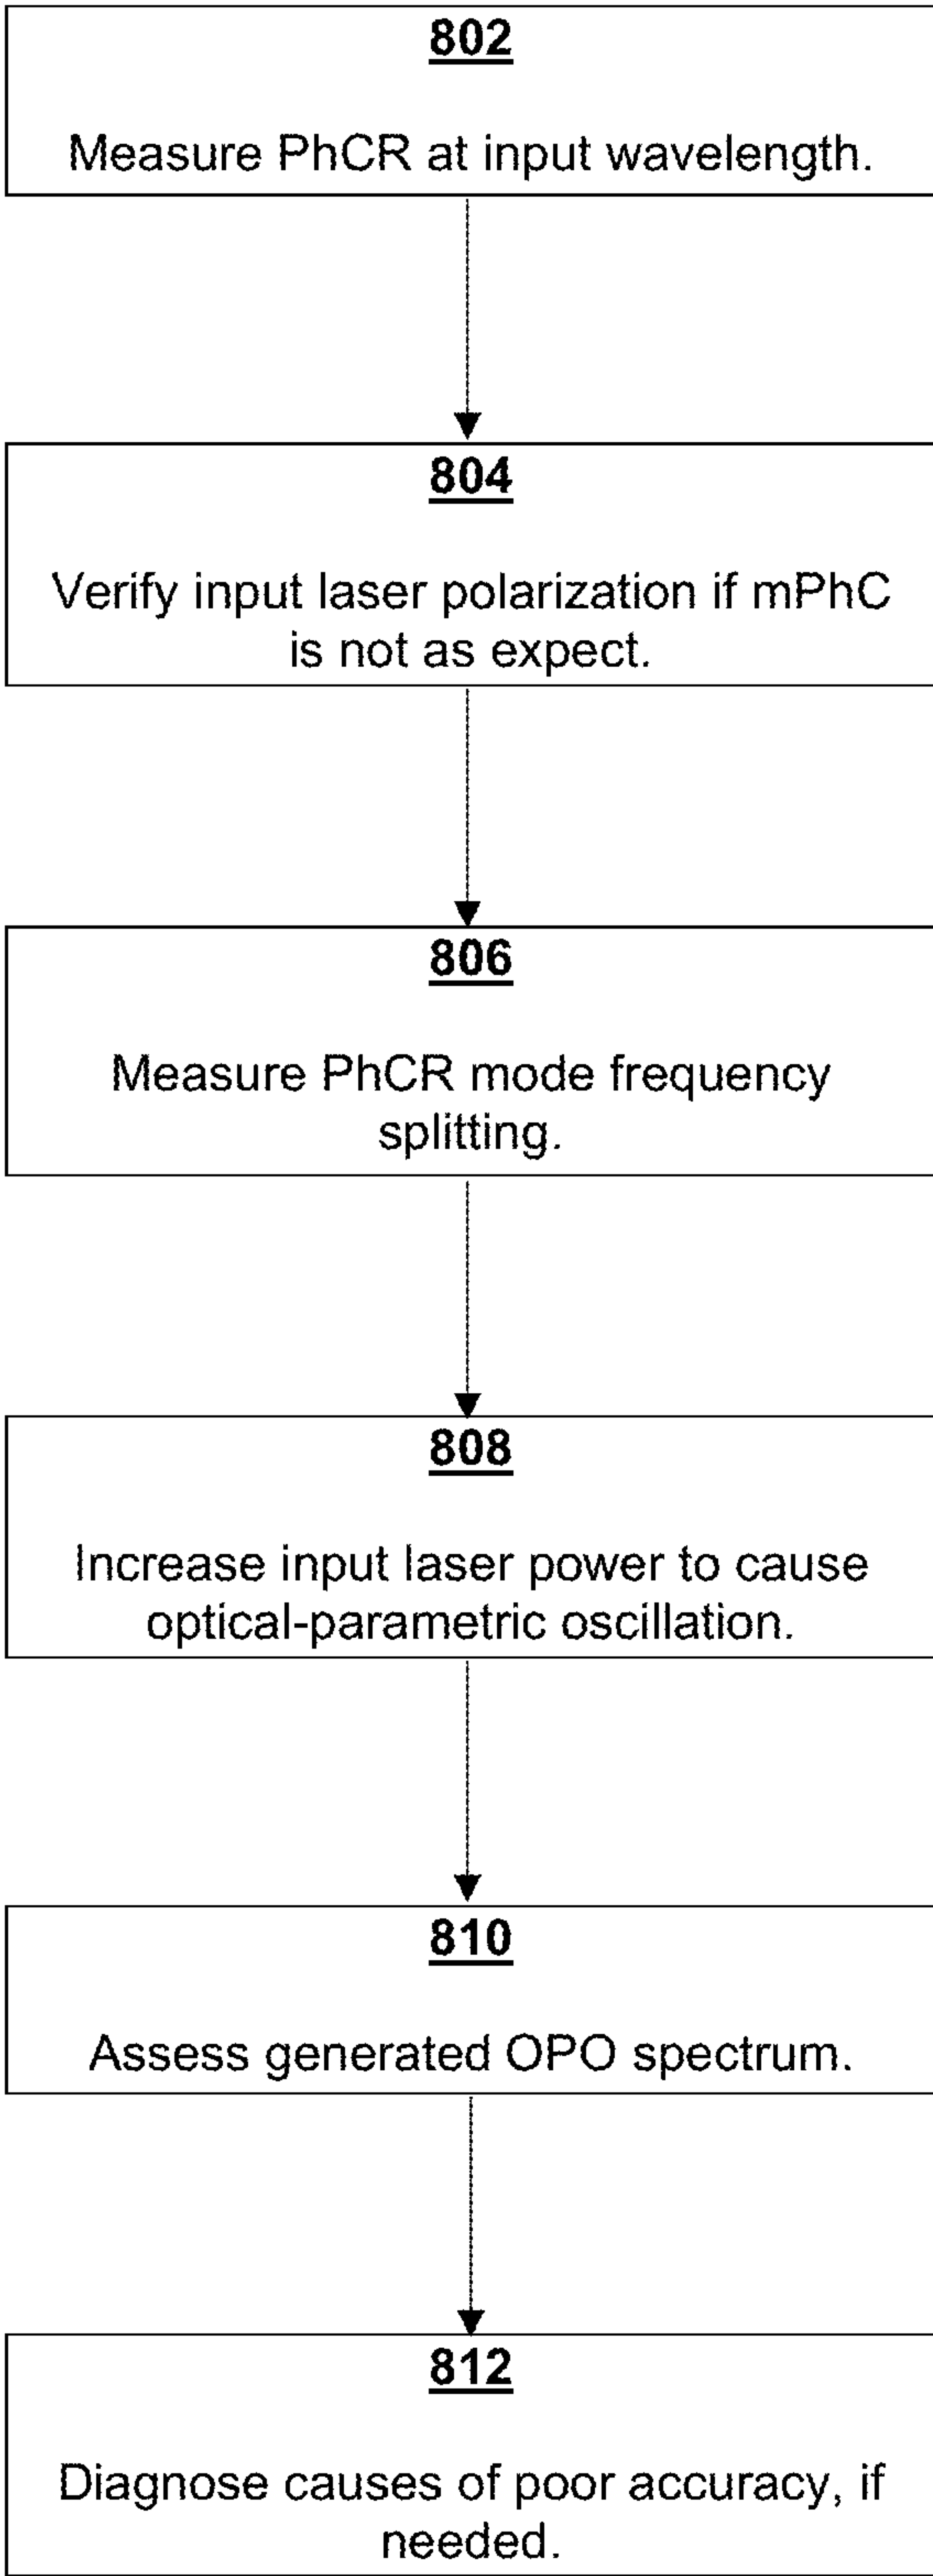 802
Measure PhCR at input wavelength.
804
Verify input laser polarization if mPhC
is not as expect.
806
Measure PhCR mode frequency
splitting.
808
Increase input laser power to cause
optical-parametric oscillation.
810
Assess generated OPO spectrum.
812
Diagnose causes of poor accuracy, if
needed.